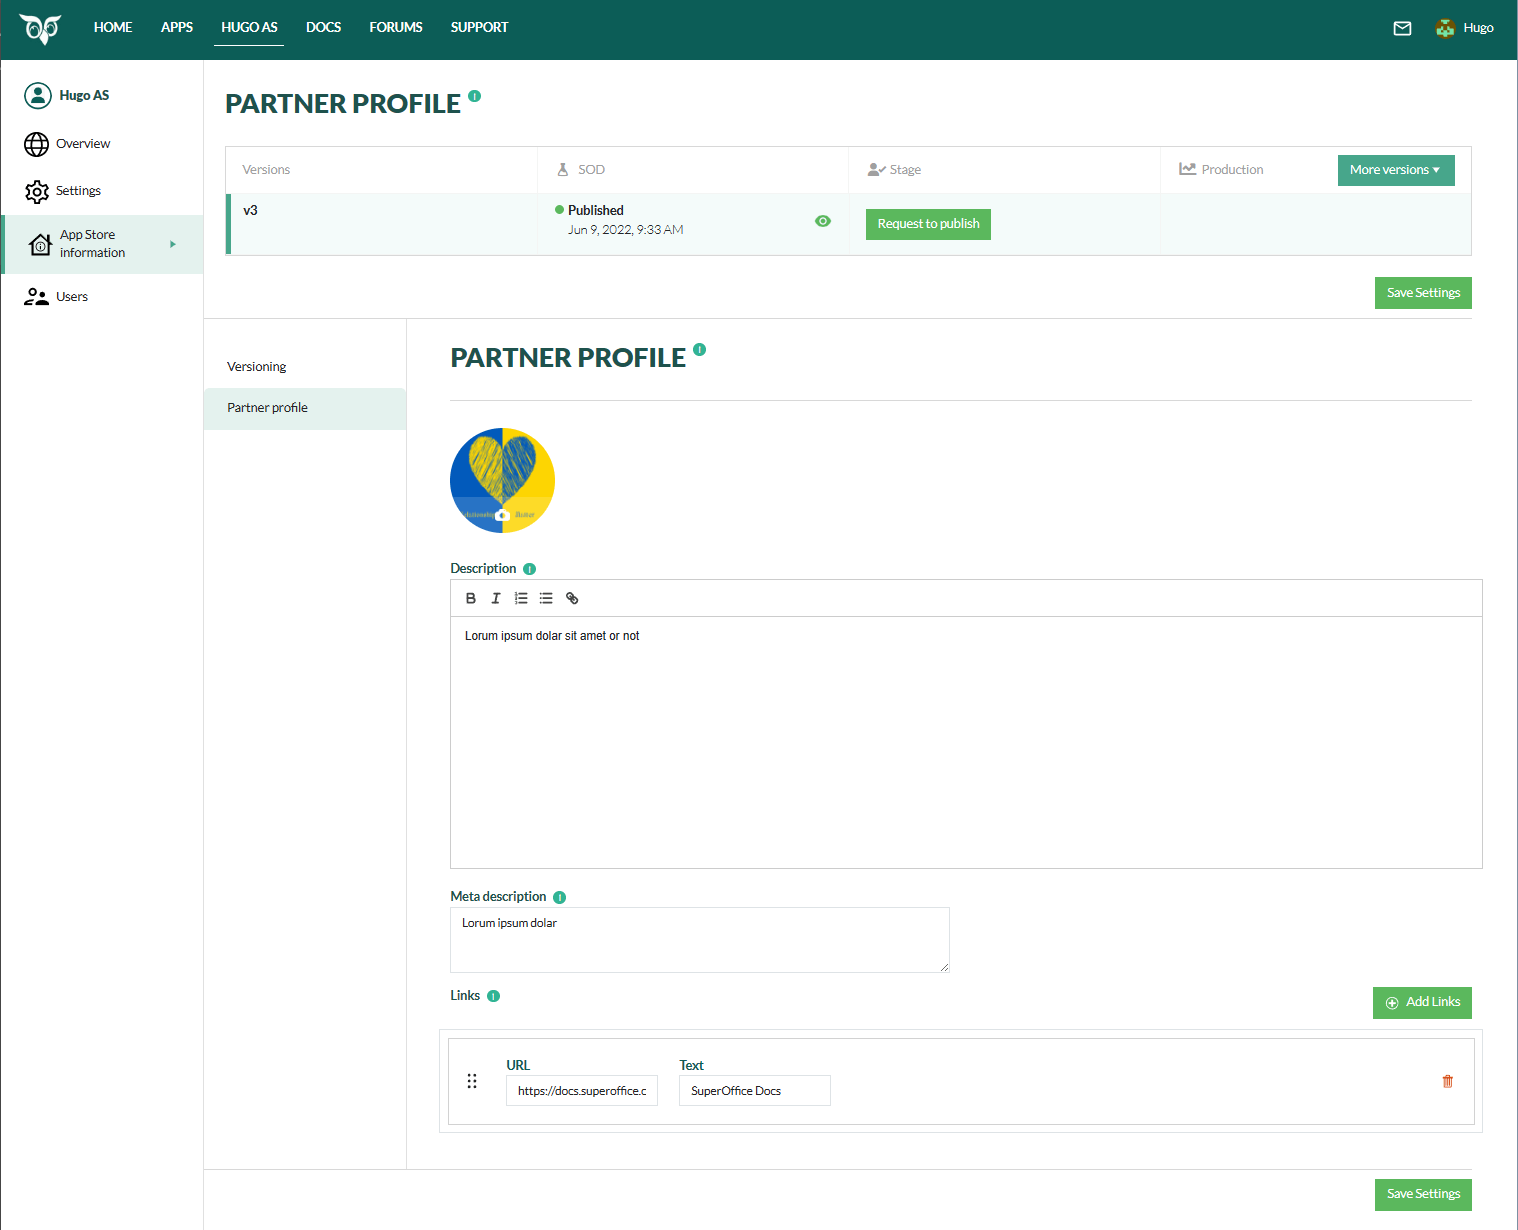 HOME APPS HUGO AS DOCS FORUMS SUPPORT Hugo
Hugo AS
Overview
Settings
App Store
information
Users
PARTNER PROFILE
Versions SOD Stage Production More versions
v3 Published
Jun 9, 2022, 9:33 AM
Request to publish
Save Settings
Versioning
Partner profile
PARTNER PROFILE
Description
Lorum ipsum dolar sit amet or not
Meta description
Lorum ipsum dolar
Links
Add Links
URL Text
https://docs.superoffice.c SuperOffice Docs
Save Settings